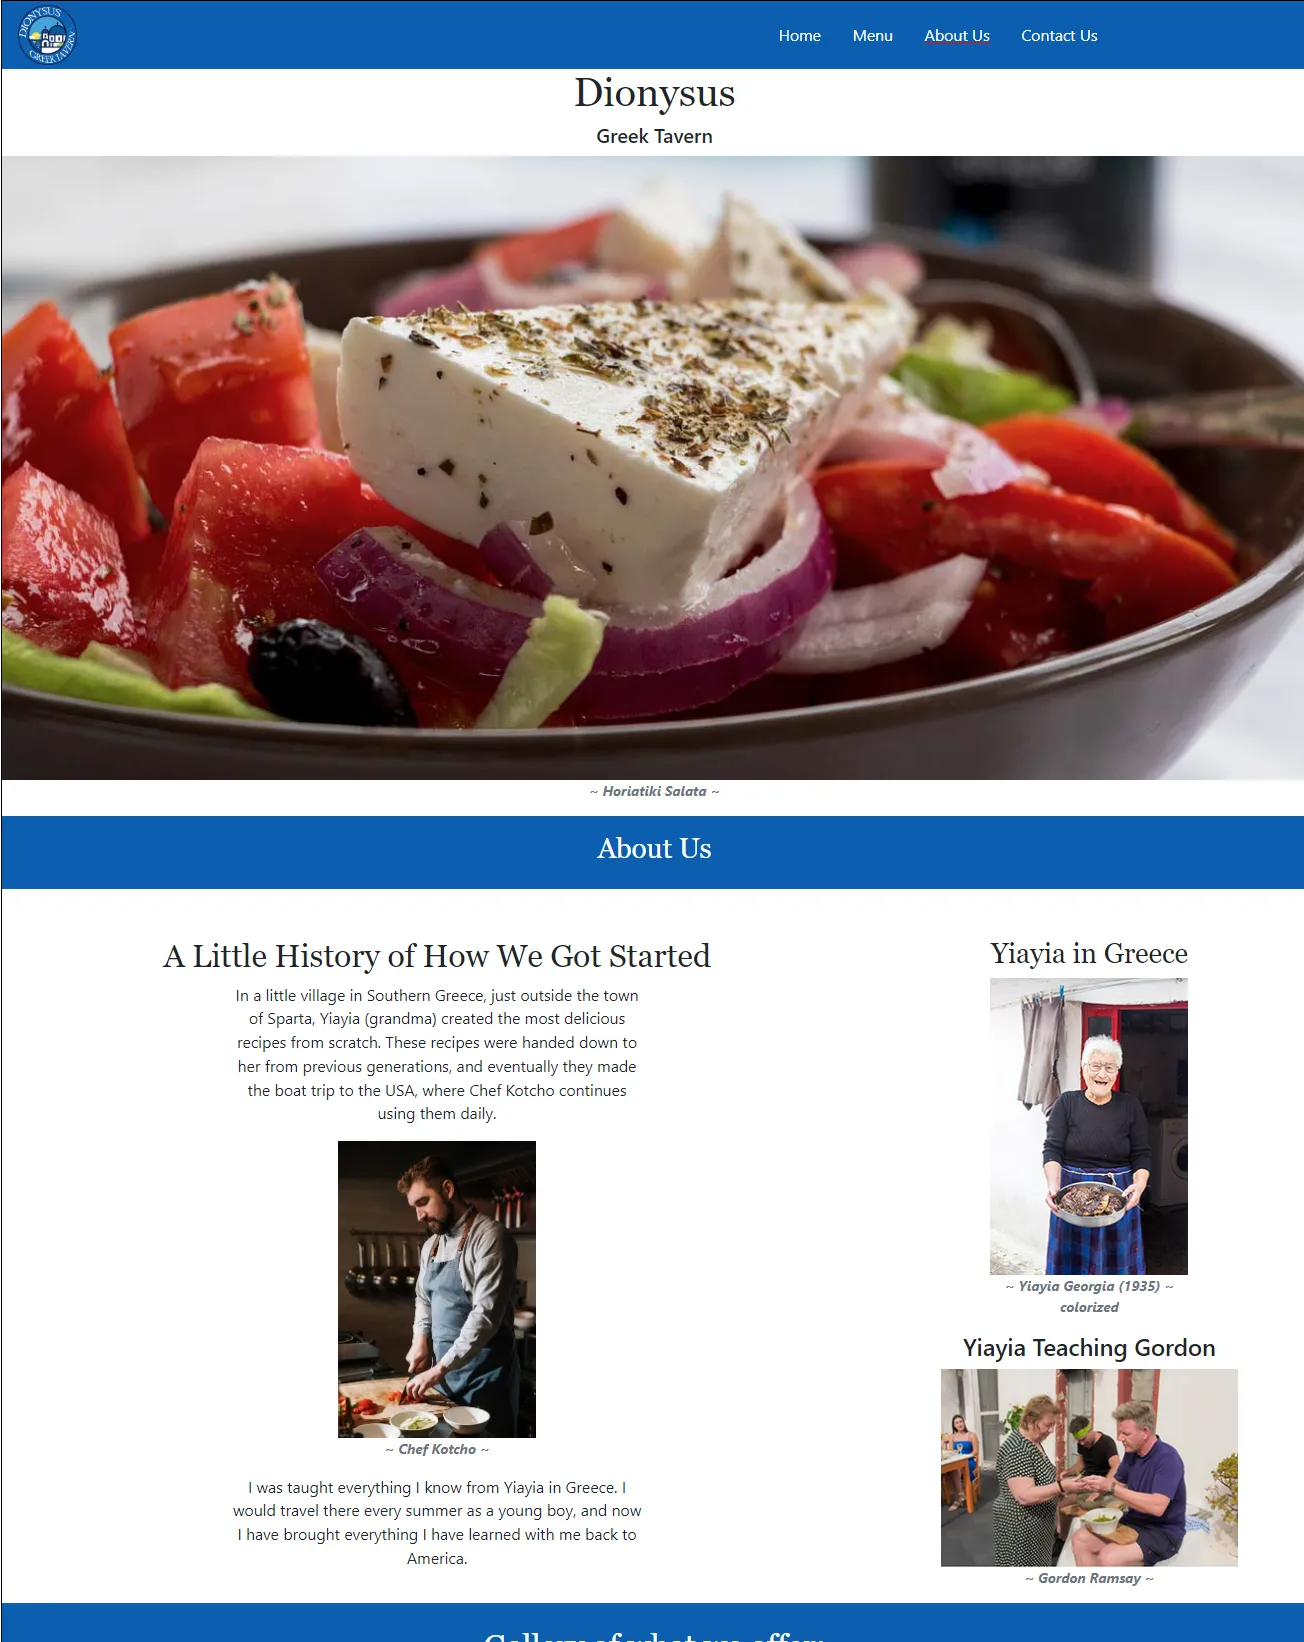 DIONYSUS
GREEK TAVERN
Home Menu About Us Contact Us
Dionysus
Greek Tavern
~ Horiatiki Salata ~
About Us
A Little History of How We Got Started
In a little village in Southern Greece, just outside the town
of Sparta, Yiayia (grandma) created the most delicious
recipes from scratch. These recipes were handed down to
her from previous generations, and eventually they made
the boat trip to the USA, where Chef Kotcho continues
using them daily.
~ Chef Kotcho ~
I was taught everything I know from Yiayia in Greece. I
would travel there every summer as a young boy, and now
I have brought everything I have learned with me back to
America.
Yiayia in Greece
~ Yiayia Georgia (1935) ~
colorized
Yiayia Teaching Gordon
~ Gordon Ramsay ~
Gallery of what we offer